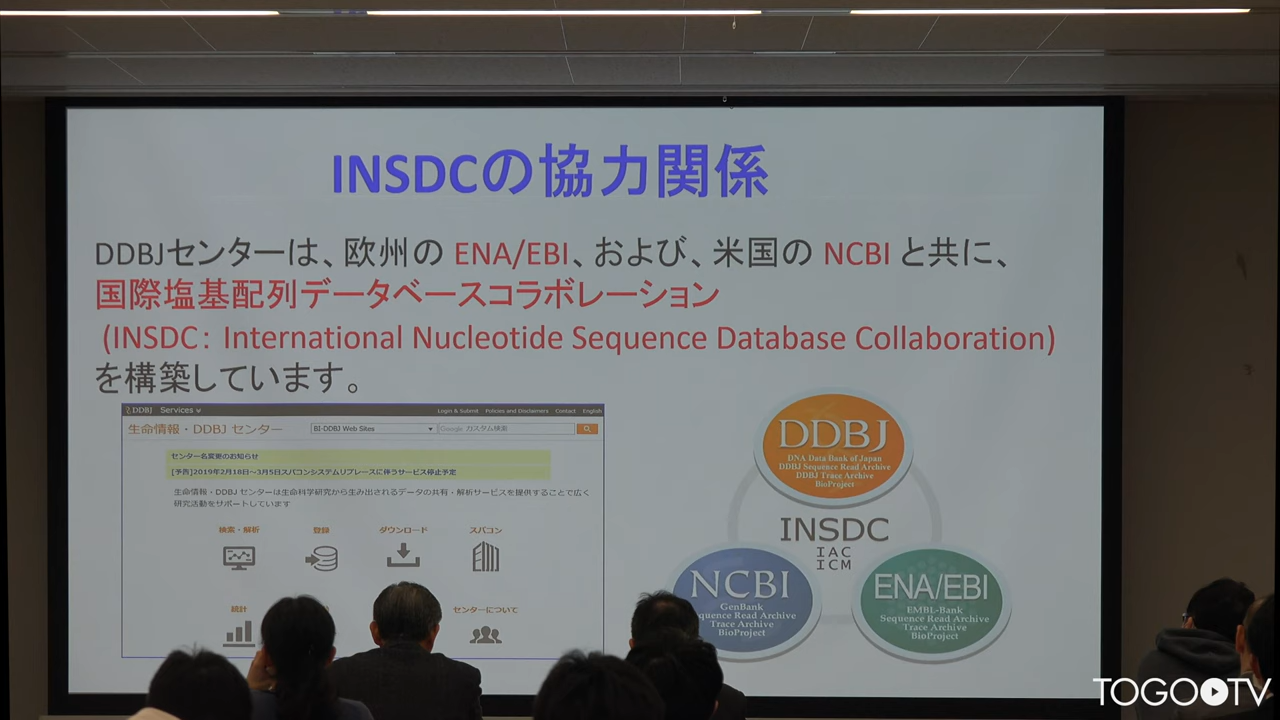 INSDCの協力関係
DDBJセンターは、欧州の ENA/EBI、および、米国の NCBI と共に、
国際塩基配列データベースコラボレーション
(INSDC： International Nucleotide Sequence Database Collaboration)
を構築しています。
DDBJ Services
Login & Submit Policies and Disclaimers Contact English
生命情報・DDBJ センター
BI-DDBJ Web Sites
Google カスタム検索
センター名変更のお知らせ
[予告]2019年2月18日～3月5日スパコンシステムリプレースに伴うサービス停止予定
生命情報・DDBJ センターは生命科学研究から生み出されるデータの共有・解析サービスを提供することで広く
研究活動をサポートしています
検索・解析 登録 ダウンロード スパコン
統計 センターについて
DDBJ
DNA Data Bank of Japan
DDBJ Sequence Read Archive
DDBJ Trace Archive
BioProject
INSDC
IAC
ICM
NCBI
GenBank
quence Read Archive
Trace Archive
BioProject
ENA/EBI
EMBL-Bank
Sequence Read Archive
Trace Archive
BioProject
TOGO TV